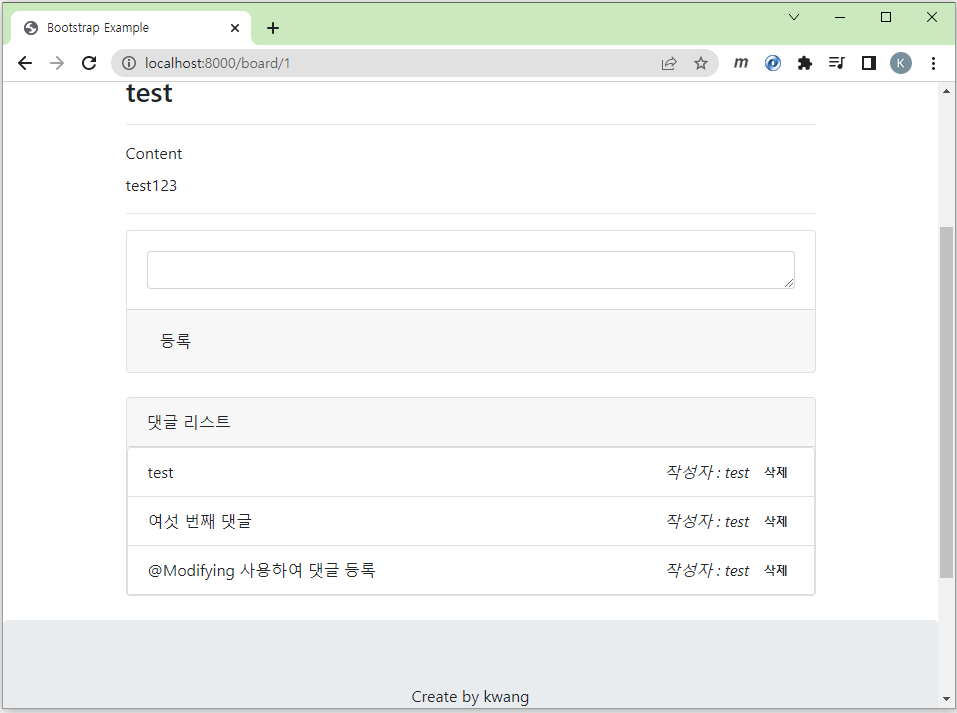 Bootstrap Example
localhost:8000/board/1
m
K
test
Content
test123
등록
댓글 리스트
test 작성자 : test 삭제
여섯 번째 댓글 작성자 : test 삭제
@Modifying 사용하여 댓글 등록 작성자 : test 삭제
Create by kwang